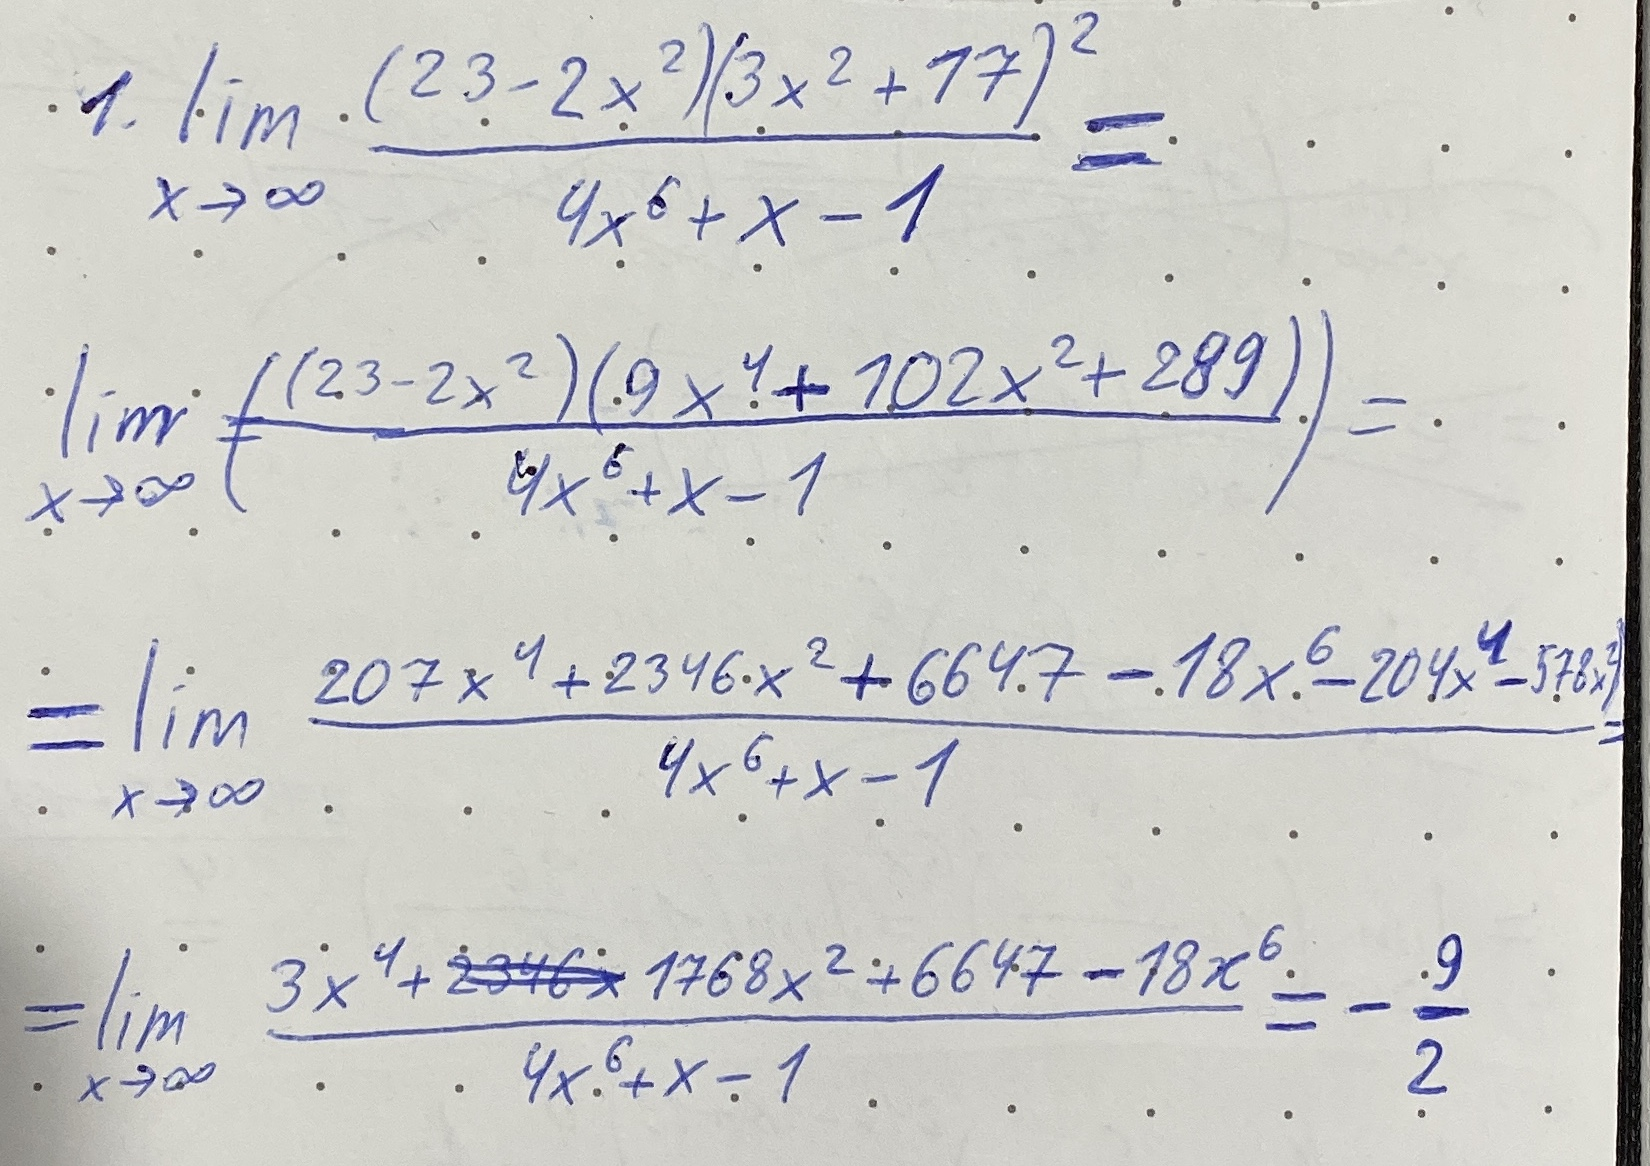 1. lim x→∞ (23-2x²)(3x²+17)² / 4x⁶+x-1 =
lim x→∞ ((23-2x²)(9x⁴+102x²+289) / 4x⁶+x-1) =
= lim x→∞ 207x⁴+2346x²+6647-18x⁶-204x⁴-578x² / 4x⁶+x-1 =
= lim x→∞ 3x⁴+ 1768x²+6647-18x⁶ / 4x⁶+x-1 = - 9/2